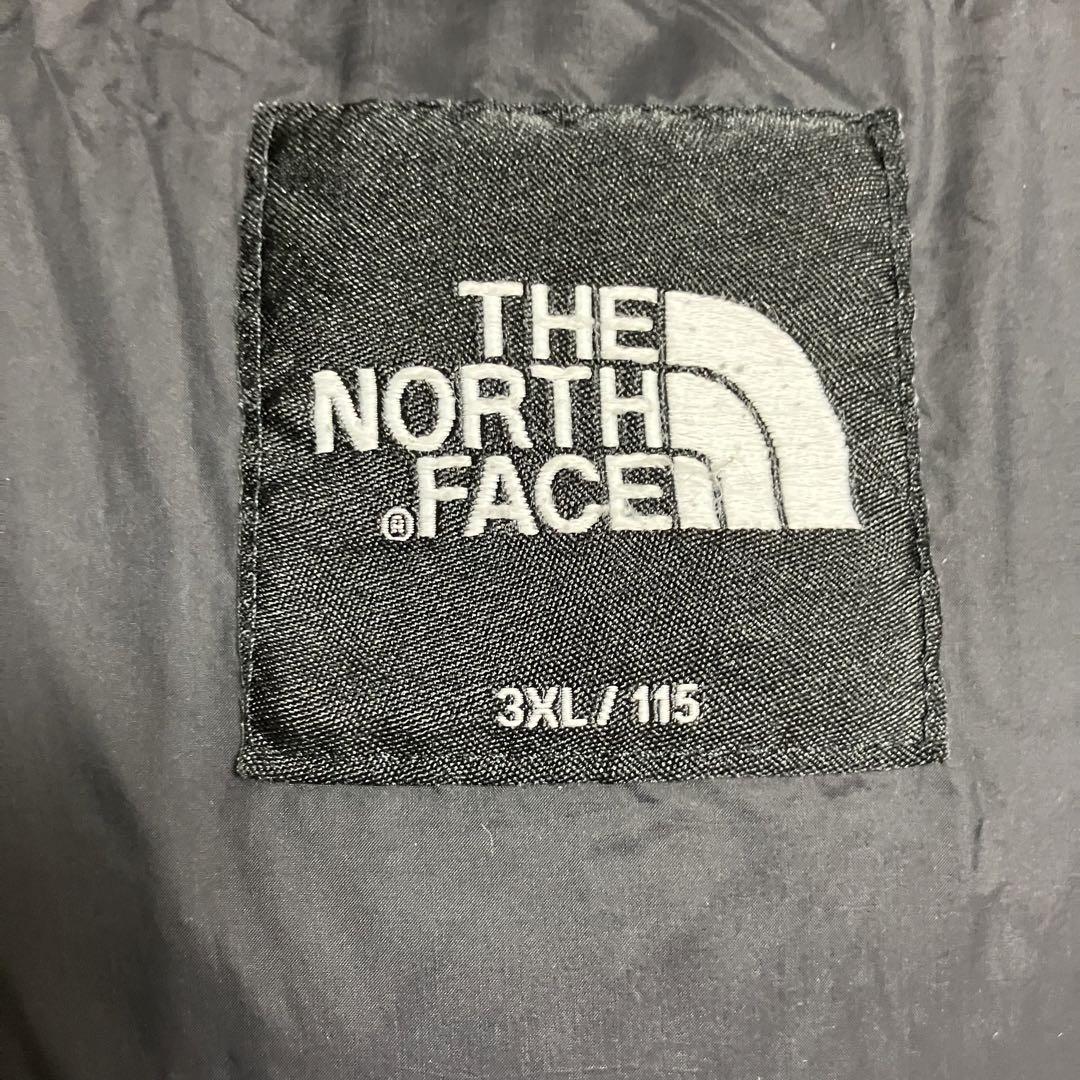 THE
NORTH
FACE
®
3XL / 115